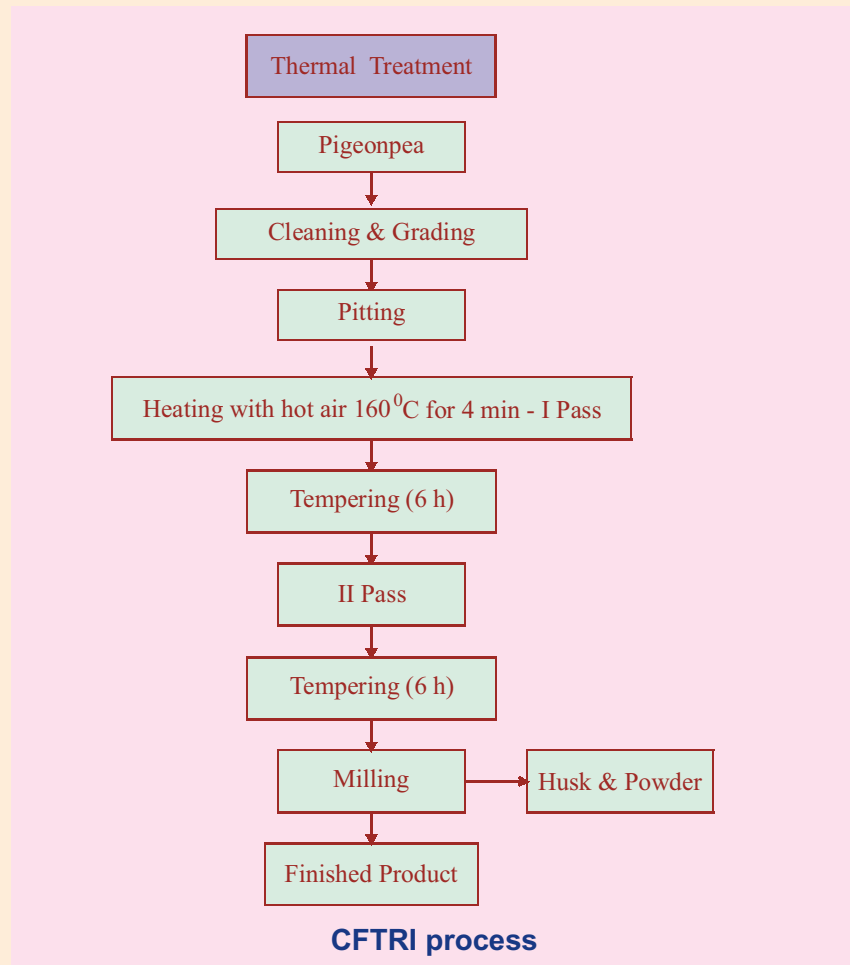 Thermal Treatment
Pigeonpea
Cleaning & Grading
Pitting
Heating with hot air 160⁰C for 4 min - I Pass
Tempering (6 h)
II Pass
Tempering (6 h)
Milling
Husk & Powder
Finished Product
CFTRI process